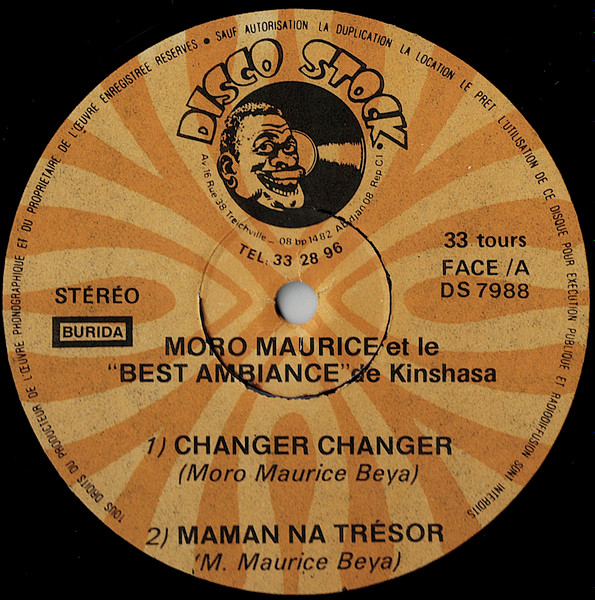 TOUS DROITS DU PRODUCTEUR DE L'ŒUVRE PHONOGRAPHIQUE ET DU PROPRIETAIRE DE L'ŒUVRE ENREGISTREE RESERVES • SAUF AUTORISATION LA DUPLICATION LA LOCATION LE PRET L'UTILISATION DE CE DISQUE POUR EXECUTION PUBLIQUE ET RADIODIFFUSION SONT INTERDITS
DISCO STOCK.
Av 16 Rue 38 Treichville _ 08 bp 1482 Abidjan 08 Rep C.I
TEL: 33 28 96
33 tours
FACE /A
DS 7988
STÉRÉO
BURIDA
MORO MAURICE et le
"BEST AMBIANCE" de Kinshasa
1) CHANGER CHANGER
(Moro Maurice Beya)
2) MAMAN NA TRÉSOR
(M. Maurice Beya)